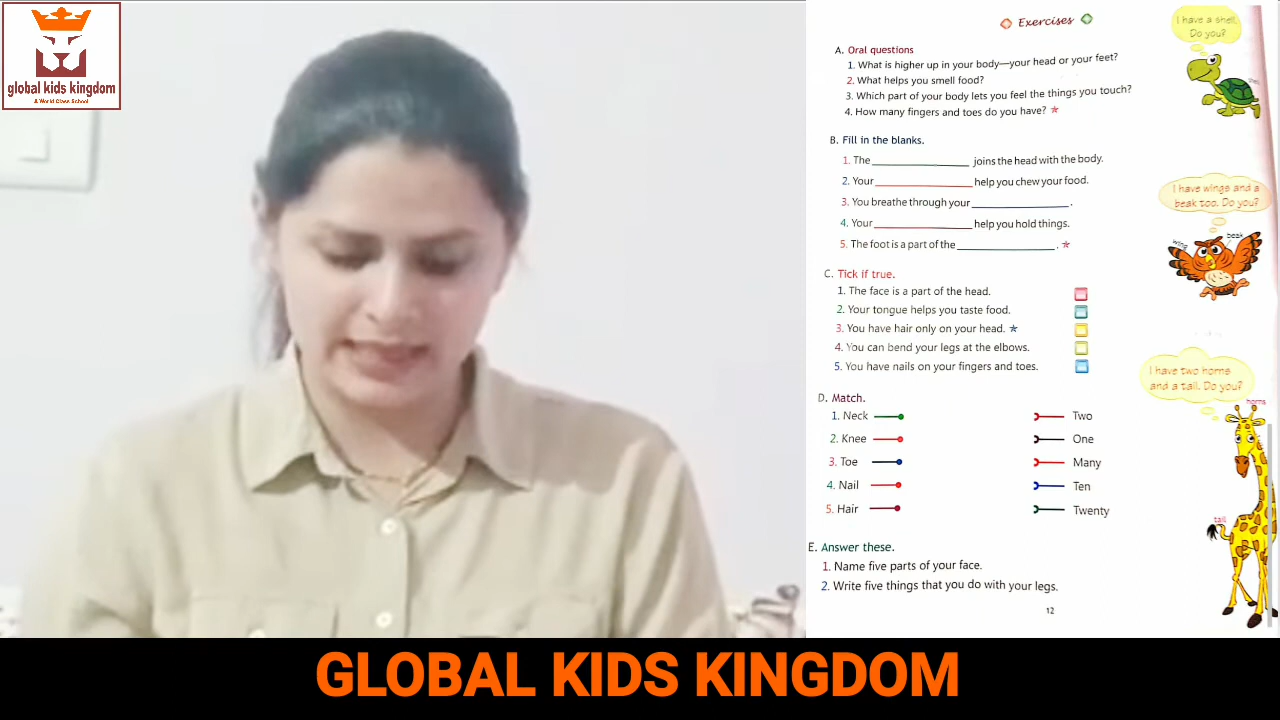 global kids kingdom
A World Class School
Exercises
A. Oral questions
1. What is higher up in your body—your head or your feet?
2. What helps you smell food?
3. Which part of your body lets you feel the things you touch?
4. How many fingers and toes do you have? *
B. Fill in the blanks.
1. The ____________ joins the head with the body.
2. Your ____________ help you chew your food.
3. You breathe through your ____________ .
4. Your ____________ help you hold things.
5. The foot is a part of the ____________ . *
C. Tick if true.
1. The face is a part of the head.
2. Your tongue helps you taste food.
3. You have hair only on your head. *
4. You can bend your legs at the elbows.
5. You have nails on your fingers and toes.
D. Match.
1. Neck Two
2. Knee One
3. Toe Many
4. Nail Ten
5. Hair Twenty
E. Answer these.
1. Name five parts of your face.
2. Write five things that you do with your legs.
12
I have a shell.
Do you?
I have wings and a
beak too. Do you?
wing
beak
I have two horns
and a tail. Do you?
horns
tail
GLOBAL KIDS KINGDOM